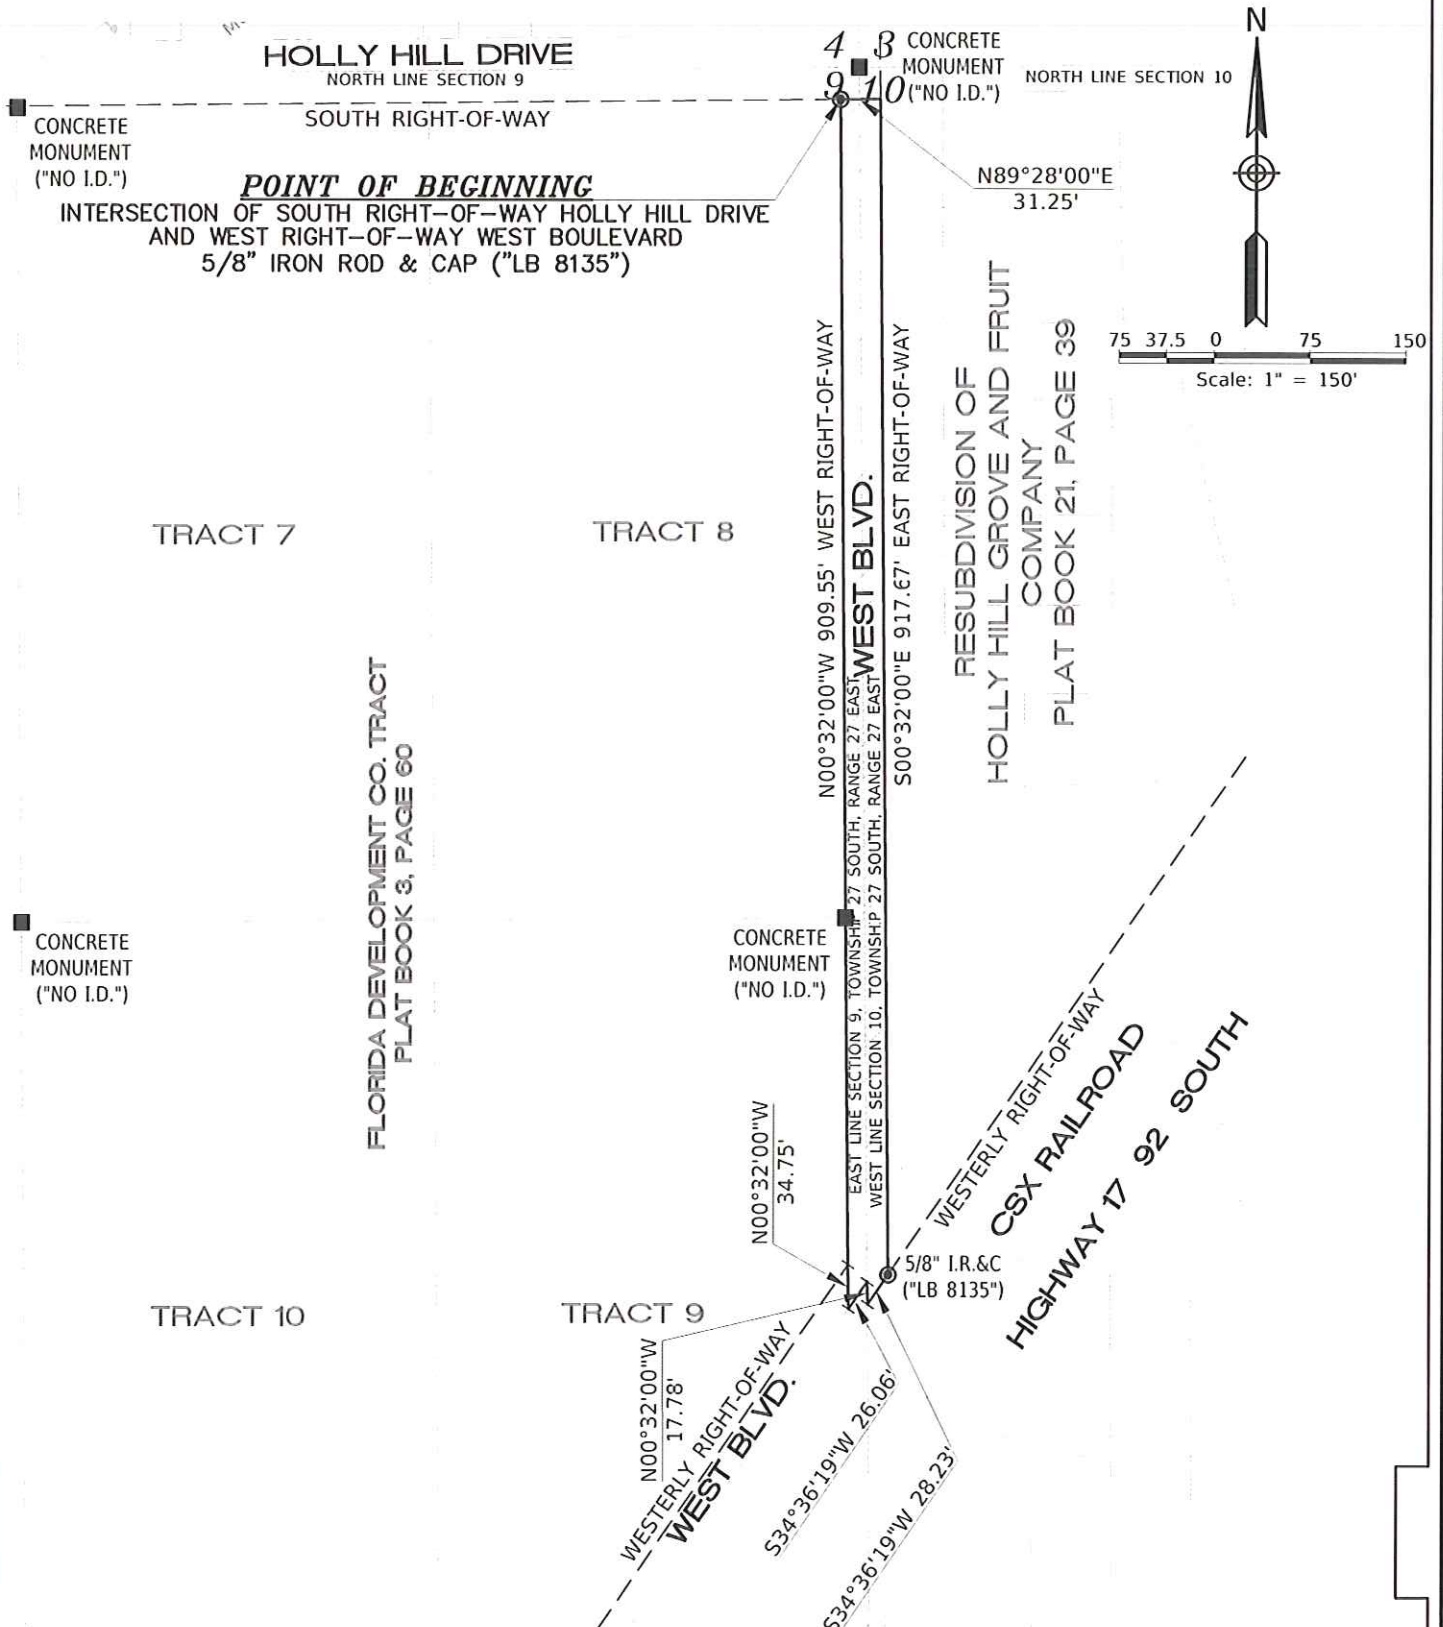 HOLLY HILL DRIVE
NORTH LINE SECTION 9
SOUTH RIGHT-OF-WAY
4 3
9 10
CONCRETE
MONUMENT
("NO I.D.")
NORTH LINE SECTION 10
N
CONCRETE
MONUMENT
("NO I.D.")
N89°28'00"E
31.25'
POINT OF BEGINNING
INTERSECTION OF SOUTH RIGHT-OF-WAY HOLLY HILL DRIVE
AND WEST RIGHT-OF-WAY WEST BOULEVARD
5/8" IRON ROD & CAP ("LB 8135")
75 37.5 0 75 150
Scale: 1" = 150'
N00°32'00"W 909.55' WEST RIGHT-OF-WAY
WEST BLVD.
S00°32'00"E 917.67' EAST RIGHT-OF-WAY
RESUBDIVISION OF
HOLLY HILL GROVE AND FRUIT
COMPANY
PLAT BOOK 21, PAGE 39
TRACT 7
TRACT 8
FLORIDA DEVELOPMENT CO. TRACT
PLAT BOOK 3, PAGE 60
EAST LINE SECTION 9, TOWNSHIP 27 SOUTH, RANGE 27 EAST
WEST LINE SECTION 10, TOWNSHIP 27 SOUTH, RANGE 27 EAST
CONCRETE
MONUMENT
("NO I.D.")
CONCRETE
MONUMENT
("NO I.D.")
WESTERLY RIGHT-OF-WAY
CSX RAILROAD
HIGHWAY 17 92 SOUTH
N00°32'00"W
34.75'
5/8" I.R.&C
("LB 8135")
TRACT 10
TRACT 9
N00°32'00"W
17.78'
WESTERLY RIGHT-OF-WAY
WEST BLVD.
S34°36'19"W 26.06'
S34°36'19"W 28.23'